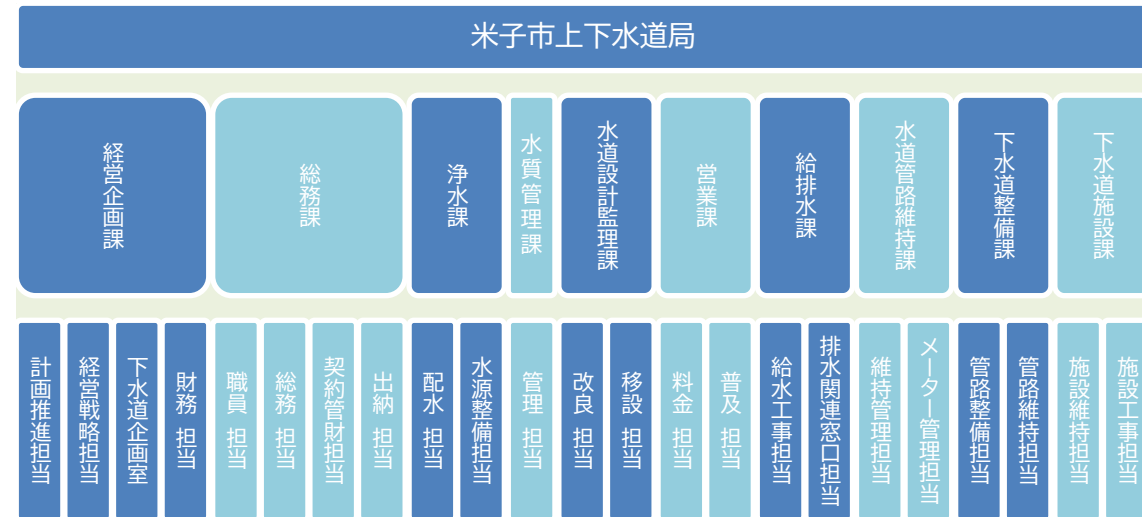 米子市上下水道局
経営企画課
総務課
浄水課
水質管理課
水道設計監理課
営業課
給排水課
水道管路維持課
下水道整備課
下水道施設課
計画推進担当
経営戦略担当
下水道企画室
財務 担当
職員 担当
総務 担当
契約管財担当
出納 担当
配水 担当
水源整備担当
管理 担当
改良 担当
移設 担当
料金 担当
普及 担当
給水工事担当
排水関連窓口担当
維持管理担当
メーター管理担当
管路整備担当
管路維持担当
施設維持担当
施設工事担当